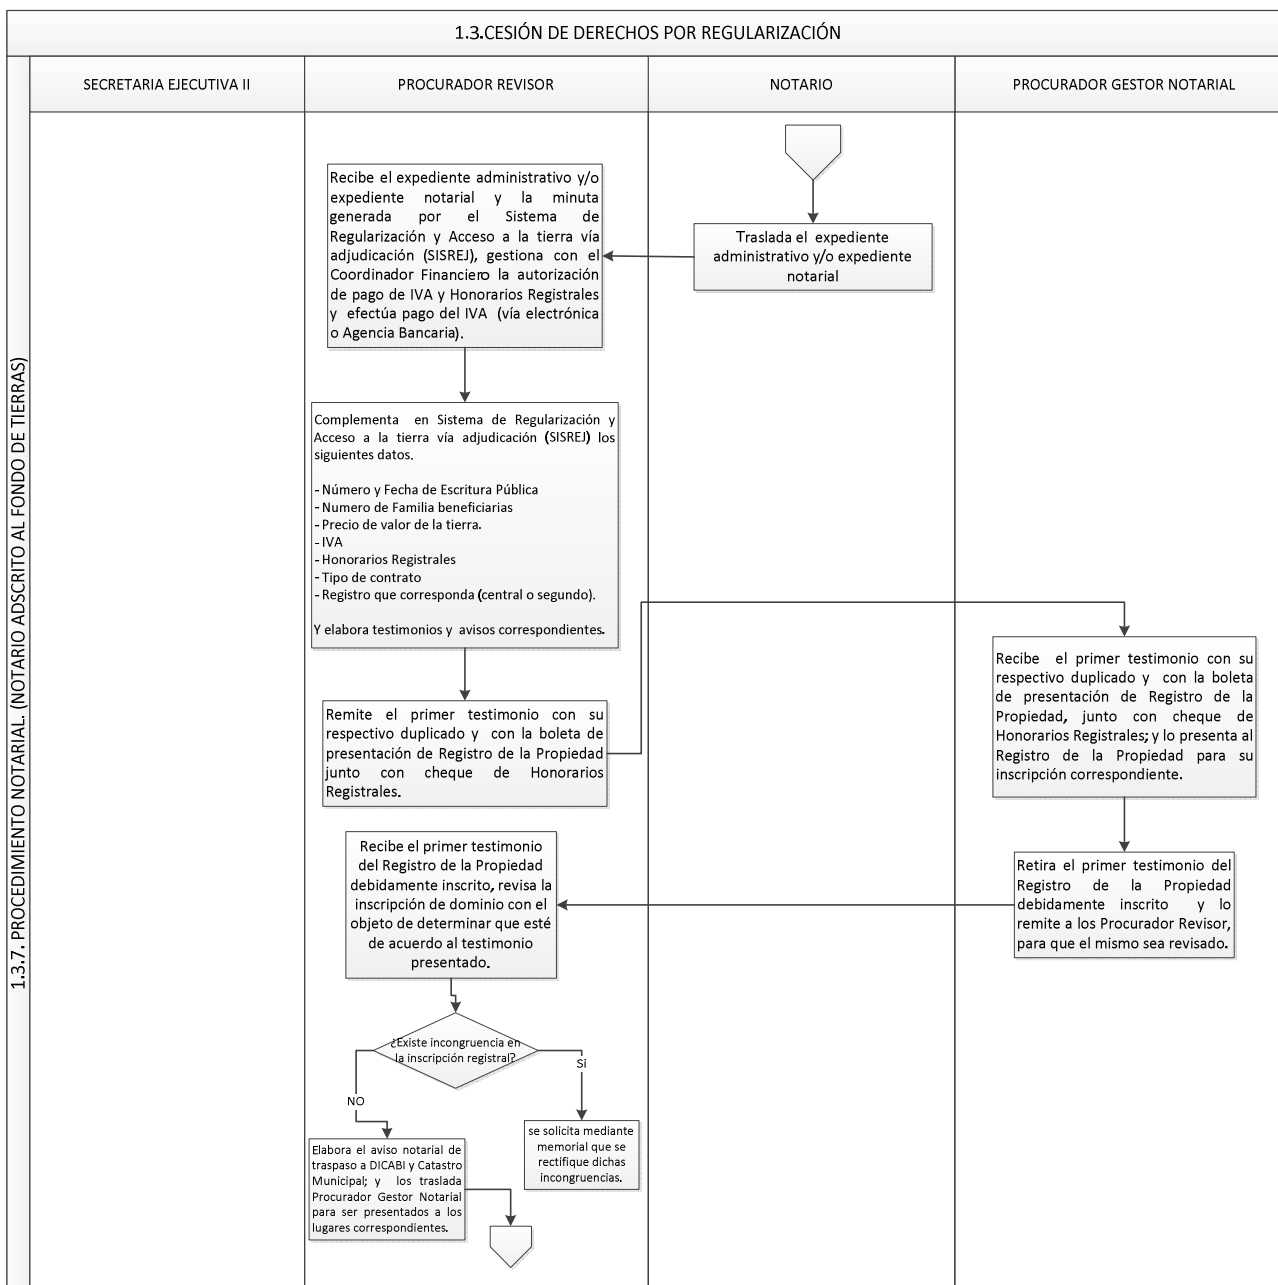 1.3.CESIÓN DE DERECHOS POR REGULARIZACIÓN
1.3.7. PROCEDIMIENTO NOTARIAL. (NOTARIO ADSCRITO AL FONDO DE TIERRAS)
SECRETARIA EJECUTIVA II
PROCURADOR REVISOR
NOTARIO
PROCURADOR GESTOR NOTARIAL
Traslada el expediente
administrativo y/o expediente
notarial
Recibe el expediente administrativo y/o
expediente notarial y la minuta
generada por el Sistema de
Regularización y Acceso a la tierra vía
adjudicación (SISREJ), gestiona con el
Coordinador Financiero la autorización
de pago de IVA y Honorarios Registrales
y efectúa pago del IVA (vía electrónica
o Agencia Bancaria).
Complementa en Sistema de Regularización y
Acceso a la tierra vía adjudicación (SISREJ) los
siguientes datos.
- Número y Fecha de Escritura Pública
- Numero de Familia beneficiarias
- Precio de valor de la tierra.
- IVA
- Honorarios Registrales
- Tipo de contrato
- Registro que corresponda (central o segundo).
Y elabora testimonios y avisos correspondientes.
Remite el primer testimonio con su
respectivo duplicado y con la boleta de
presentación de Registro de la Propiedad
junto con cheque de Honorarios
Registrales.
Recibe el primer testimonio con su
respectivo duplicado y con la boleta
de presentación de Registro de la
Propiedad, junto con cheque de
Honorarios Registrales; y lo presenta al
Registro de la Propiedad para su
inscripción correspondiente.
Retira el primer testimonio del
Registro de la Propiedad
debidamente inscrito y lo
remite a los Procurador Revisor,
para que el mismo sea revisado.
Recibe el primer testimonio
del Registro de la Propiedad
debidamente inscrito, revisa la
inscripción de dominio con el
objeto de determinar que esté
de acuerdo al testimonio
presentado.
¿Existe incongruencia en
la inscripción registral?
Si
NO
se solicita mediante
memorial que se
rectifique dichas
incongruencias.
Elabora el aviso notarial de
traspaso a DICABI y Catastro
Municipal; y los traslada
Procurador Gestor Notarial
para ser presentados a los
lugares correspondientes.